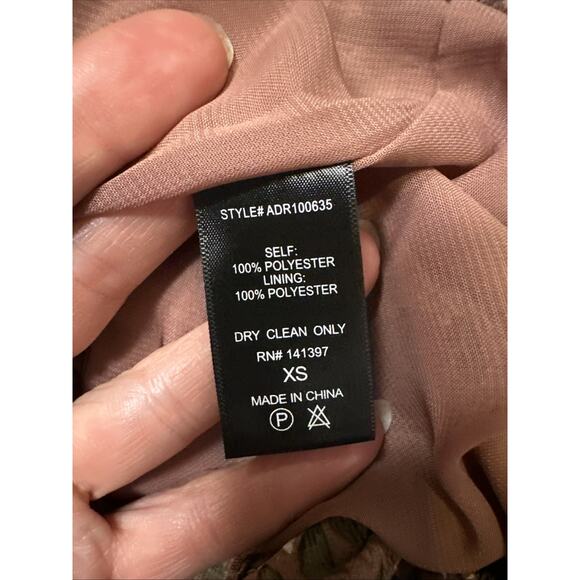 STYLE# ADR100635
SELF:
100% POLYESTER
LINING:
100% POLYESTER
DRY CLEAN ONLY
RN# 141397
XS
MADE IN CHINA
P